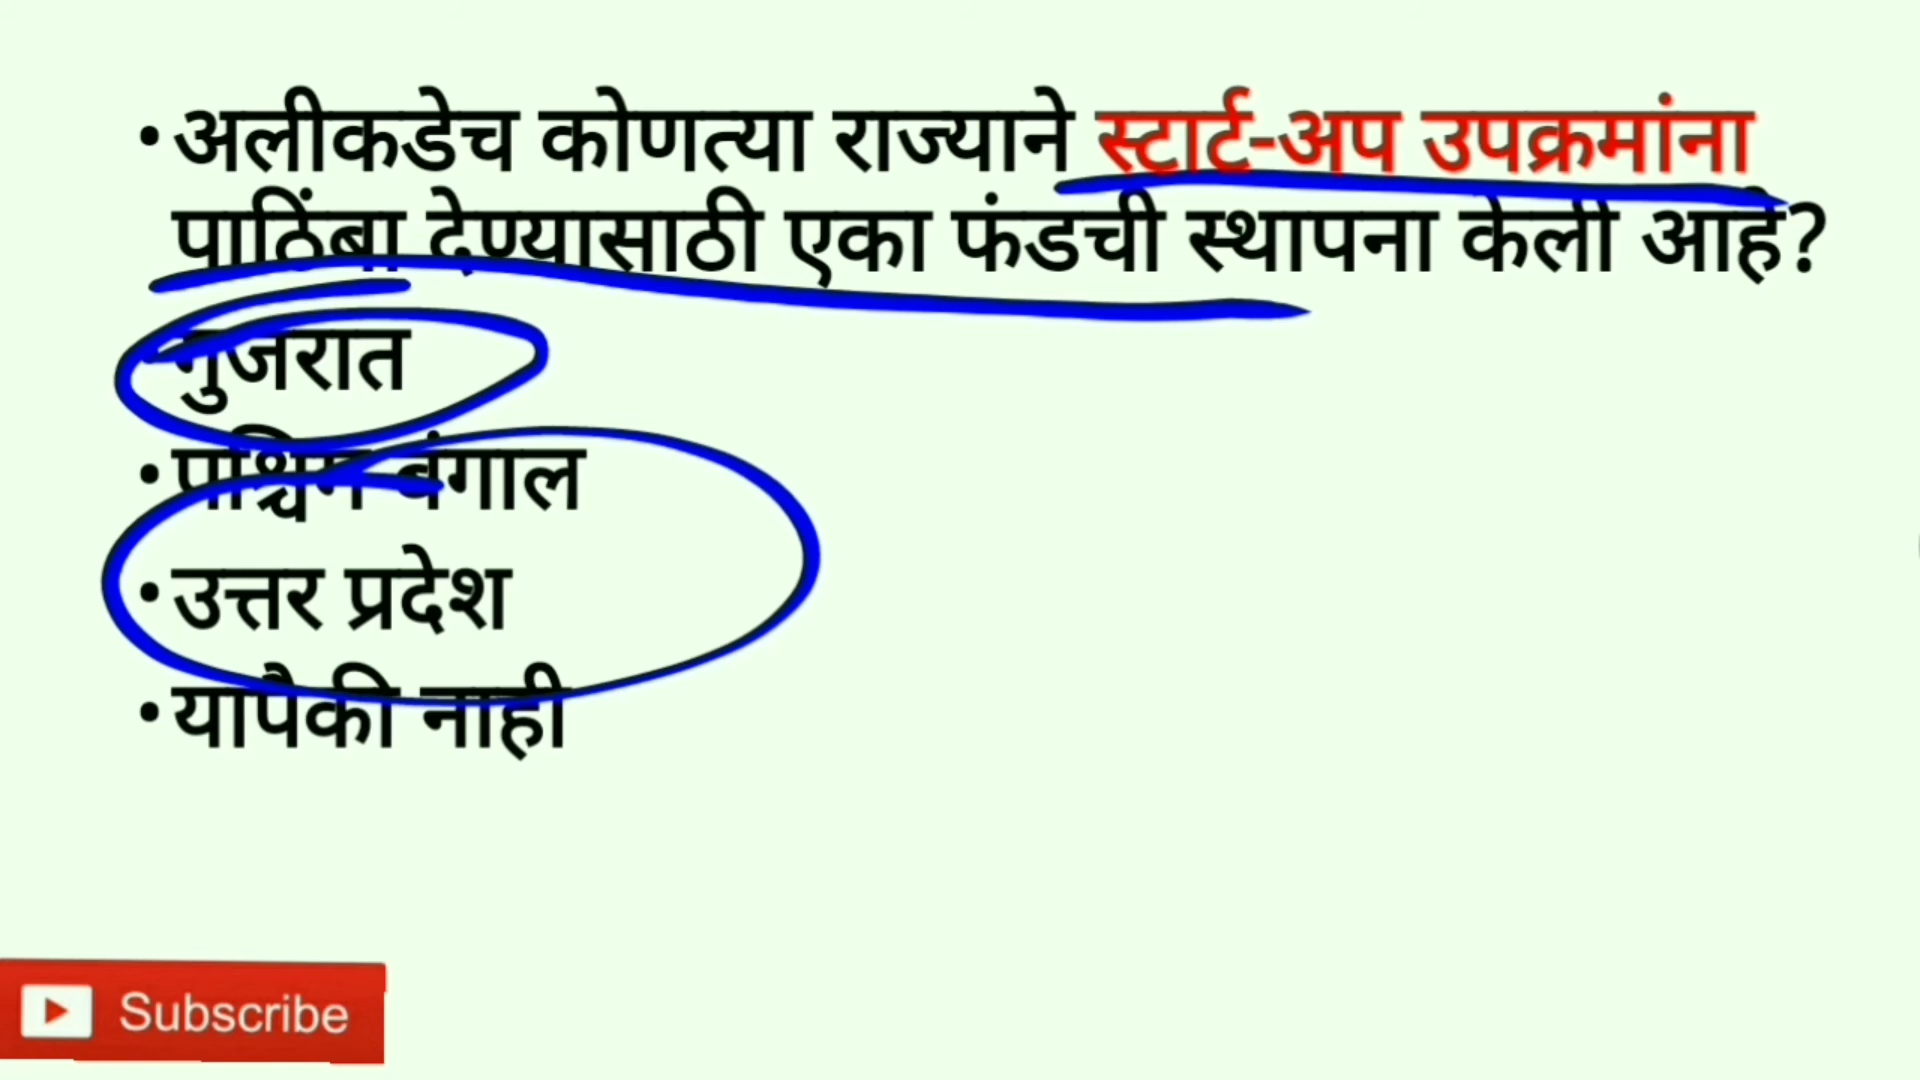 •अलीकडेच कोणत्या राज्याने स्टार्ट-अप उपक्रमांना
पाठिंबा देण्यासाठी एका फंडची स्थापना केली आहे?
गुजरात
•पश्चिम बंगाल
•उत्तर प्रदेश
•यापैकी नाही
Subscribe